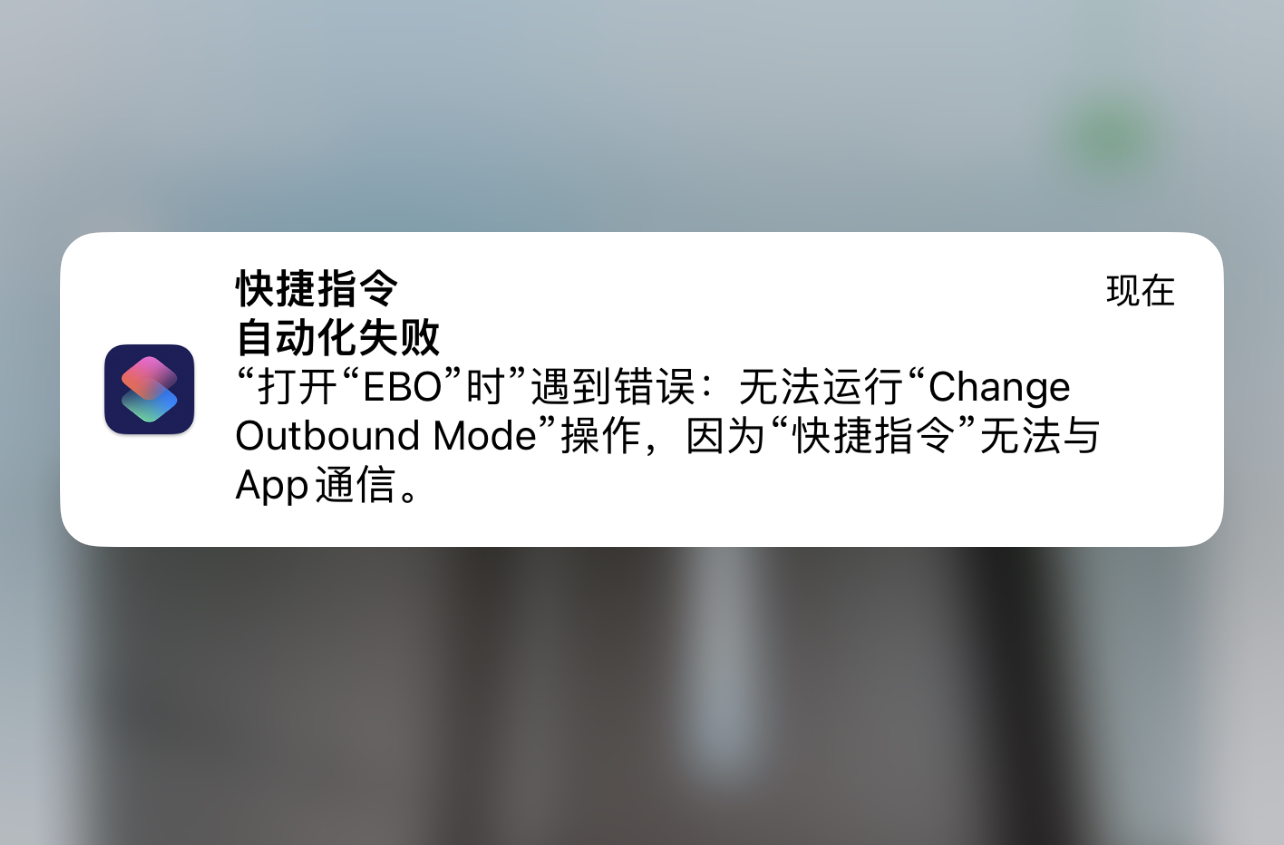 快捷指令
现在
自动化失败
“打开“EBO”时”遇到错误：无法运行“Change
Outbound Mode”操作，因为“快捷指令”无法与
App通信。